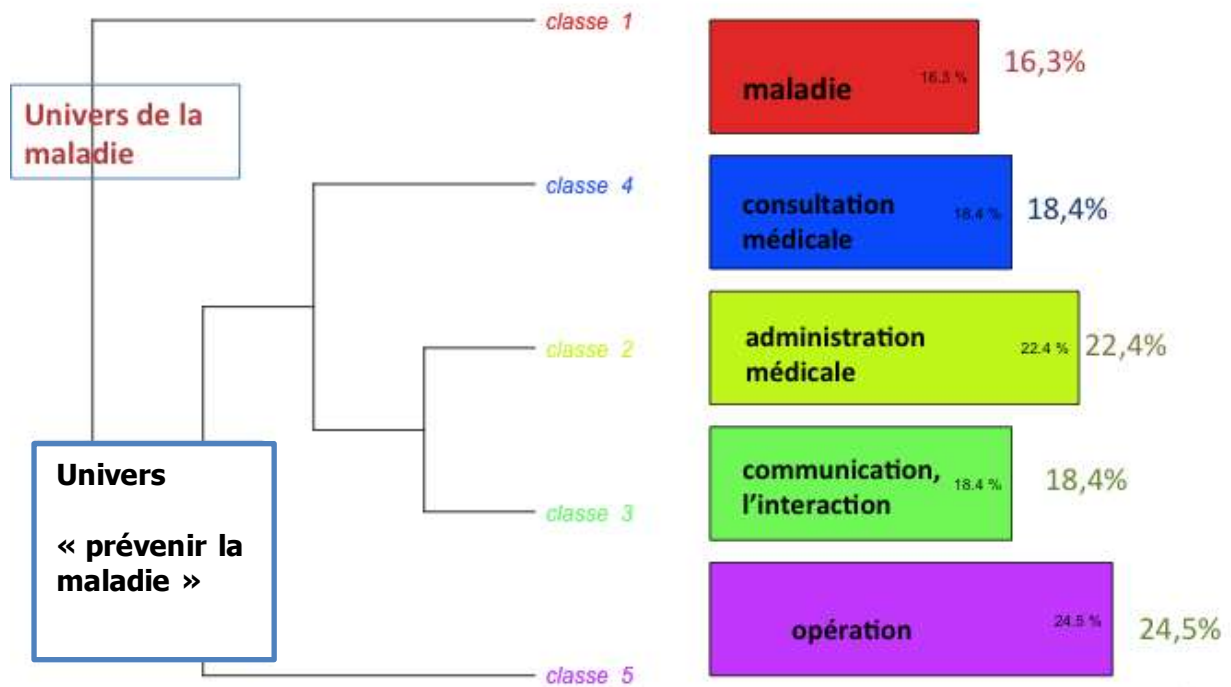 classe 1
maladie 16.3 % 16,3%
Univers de la
maladie
classe 4
consultation
médicale 18.4 % 18,4%
classe 2
administration
médicale 22.4 % 22,4%
Univers
« prévenir la
maladie »
classe 3
communication,
l'interaction 18.4 % 18,4%
opération 24.5 % 24,5%
classe 5